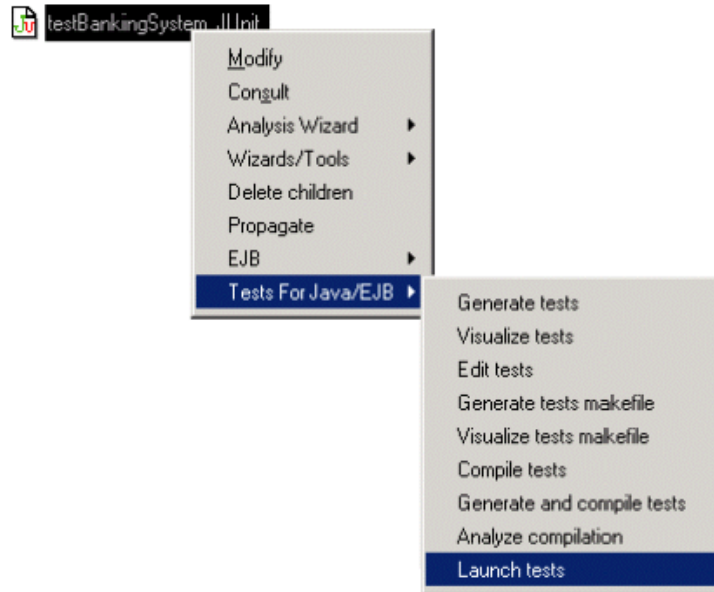 testBankingSystem JUnit
Modify
Consult
Analysis Wizard
Wizards/Tools
Delete children
Propagate
EJB
Tests For Java/EJB
Generate tests
Visualize tests
Edit tests
Generate tests makefile
Visualize tests makefile
Compile tests
Generate and compile tests
Analyze compilation
Launch tests